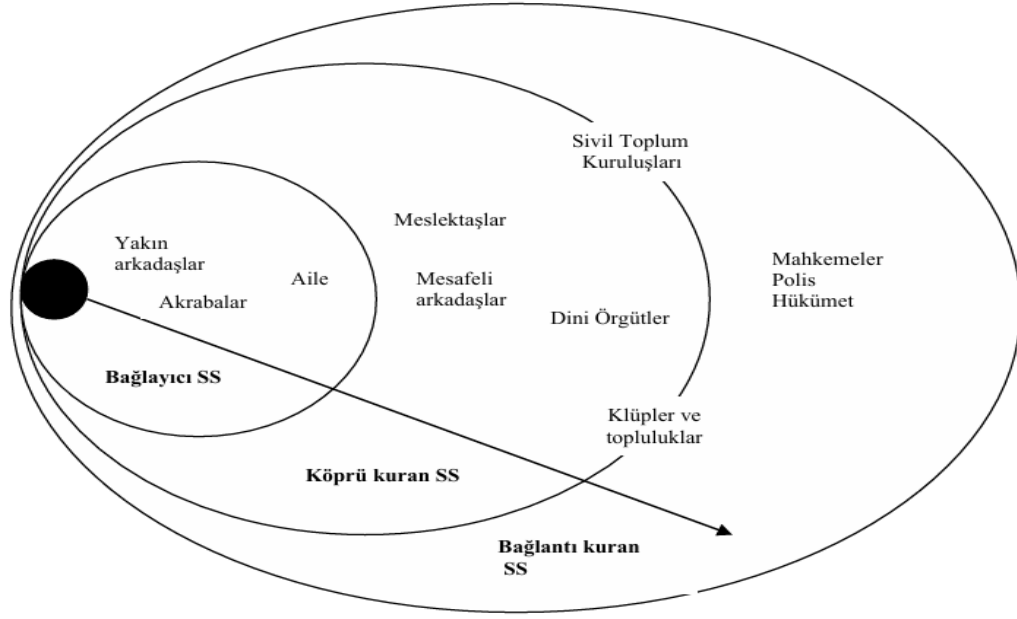 Sivil Toplum
Kuruluşları
Meslektaşlar
Yakın
arkadaşlar
Aile
Akrabalar
Mesafeli
arkadaşlar
Dini Örgütler
Mahkemeler
Polis
Hükümet
Bağlayıcı SS
Klüpler ve
topluluklar
Köprü kuran SS
Bağlantı kuran
SS